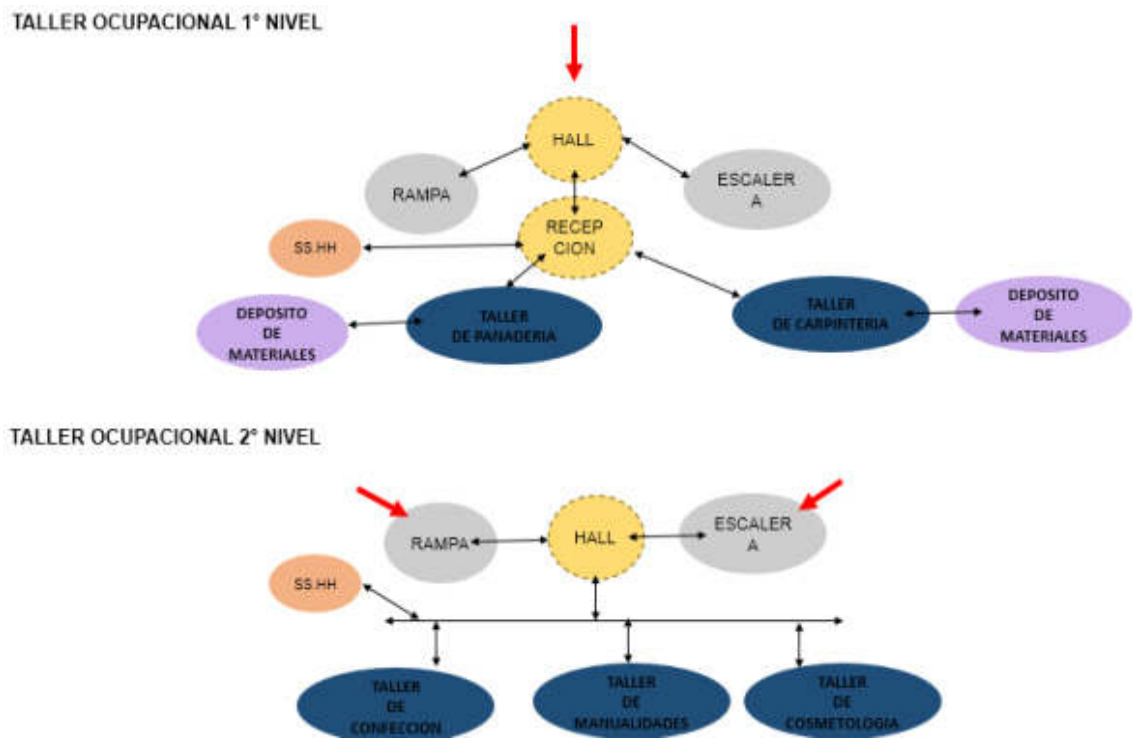 TALLER OCUPACIONAL 1° NIVEL
HALL
RAMPA
ESCALER
A
RECEP
CION
SS.HH
DEPOSITO
DE
MATERIALES
TALLER
DE PANADERIA
TALLER
DE CARPINTERIA
DEPOSITO
DE
MATERIALES
TALLER OCUPACIONAL 2° NIVEL
RAMPA
HALL
ESCALER
A
SS.HH
TALLER
DE
CONFECCIÓN
TALLER
DE
MANUALIDADES
TALLER
DE
COSMETOLOGIA